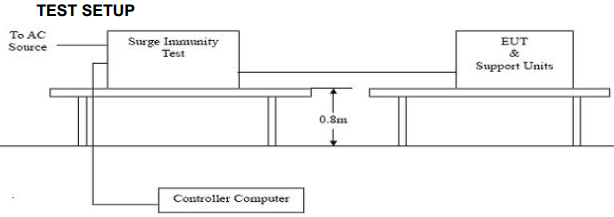 TEST SETUP
To AC
Source
Surge Immunity
Test
EUT
&
Support Units
0.8m
Controller Computer